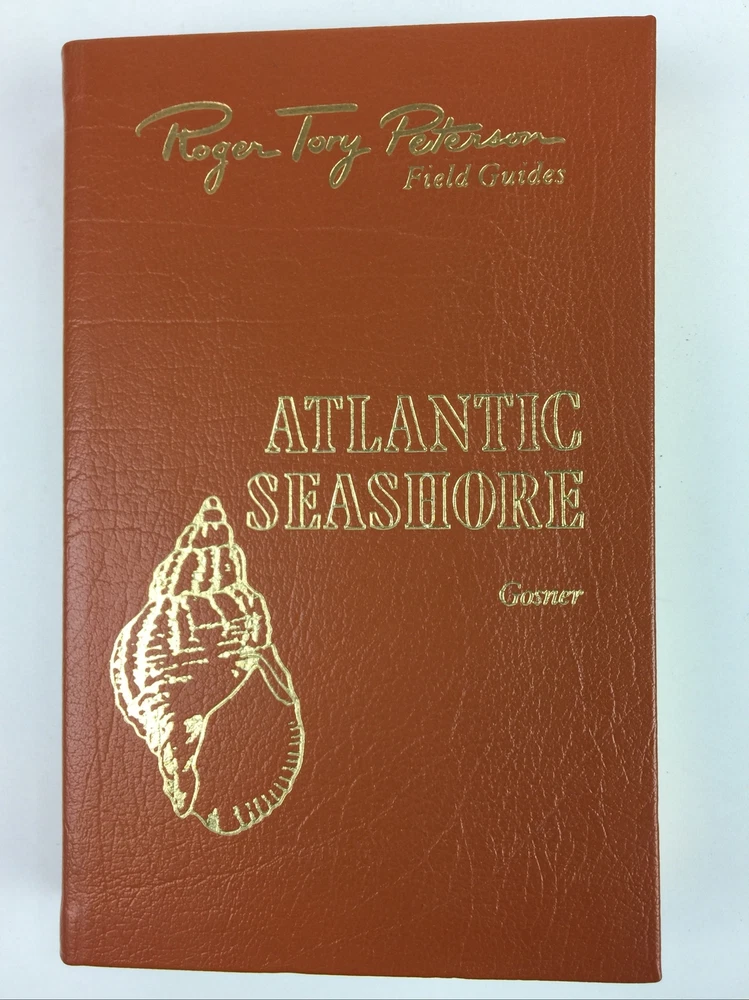 Roger Tory Peterson
Field Guides
ATLANTIC
SEASHORE
Gosner